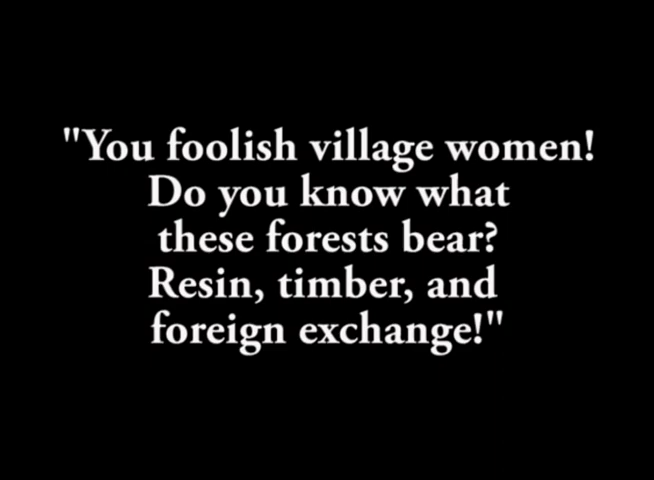 "You foolish village women!
Do you know what
these forests bear?
Resin, timber, and
foreign exchange!"